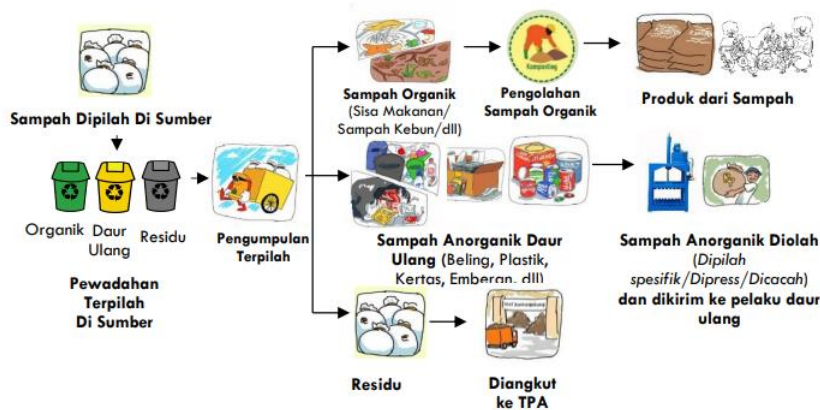 Sampah Dipilah Di Sumber
Organik
Daur
Ulang
Residu
Pewadahan
Terpilah
Di Sumber
Pengumpulan
Terpilah
Sampah Organik
(Sisa Makanan/
Sampah Kebun/dll)
Komposting
Pengolahan
Sampah Organik
Produk dari Sampah
Sampah Anorganik Daur
Ulang (Beling, Plastik,
Kertas, Emberan, dll)
Sampah Anorganik Diolah
(Dipilah
spesifik/Dipress/Dicacah)
dan dikirim ke pelaku daur
ulang
Residu
Diangkut
ke TPA